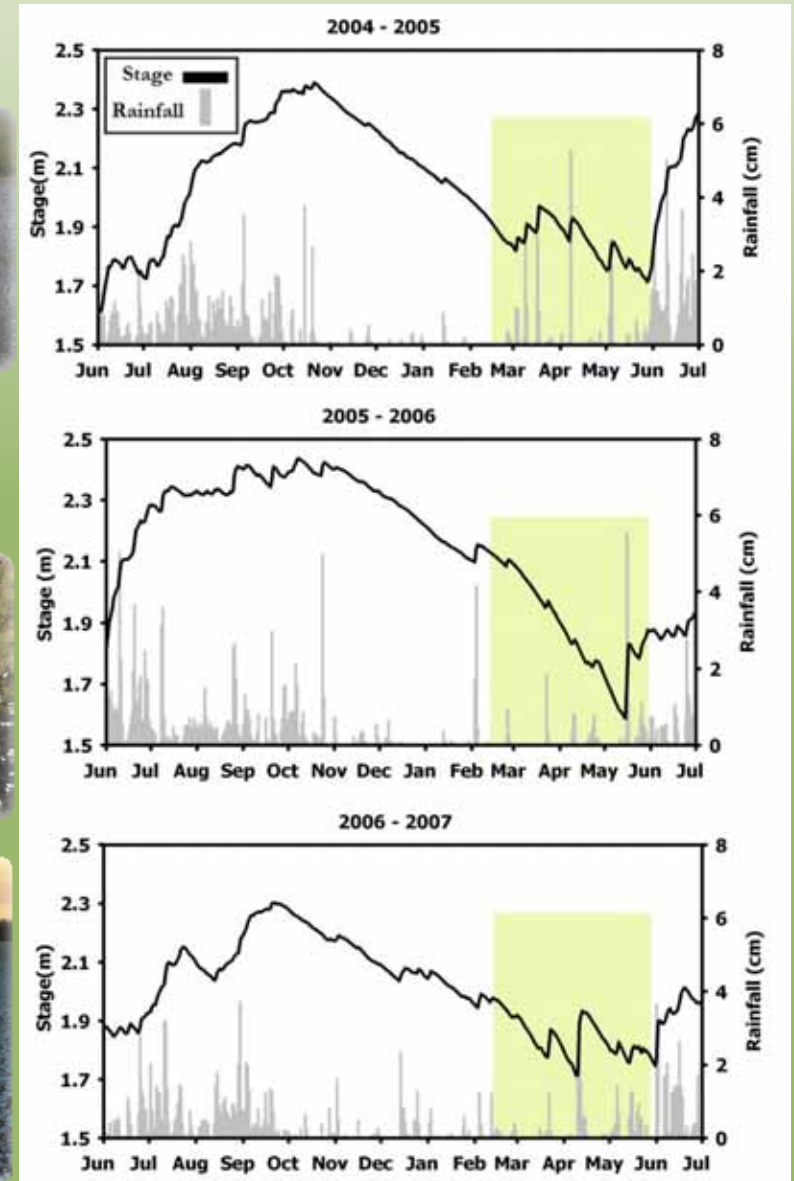 2004 - 2005
2.5
2.3
2.1
1.9
1.7
1.5
Stage(m)
Stage
Rainfall
8
6
4
2
0
Rainfall (cm)
Jun Jul Aug Sep Oct Nov Dec Jan Feb Mar Apr May Jun Jul
2005 - 2006
2.5
2.3
2.1
1.9
1.7
1.5
Stage (m)
8
6
4
2
0
Rainfall (cm)
Jun Jul Aug Sep Oct Nov Dec Jan Feb Mar Apr May Jun Jul
2006 - 2007
2.5
2.3
2.1
1.9
1.7
1.5
Stage(m)
8
6
4
2
0
Rainfall (cm)
Jun Jul Aug Sep Oct Nov Dec Jan Feb Mar Apr May Jun Jul